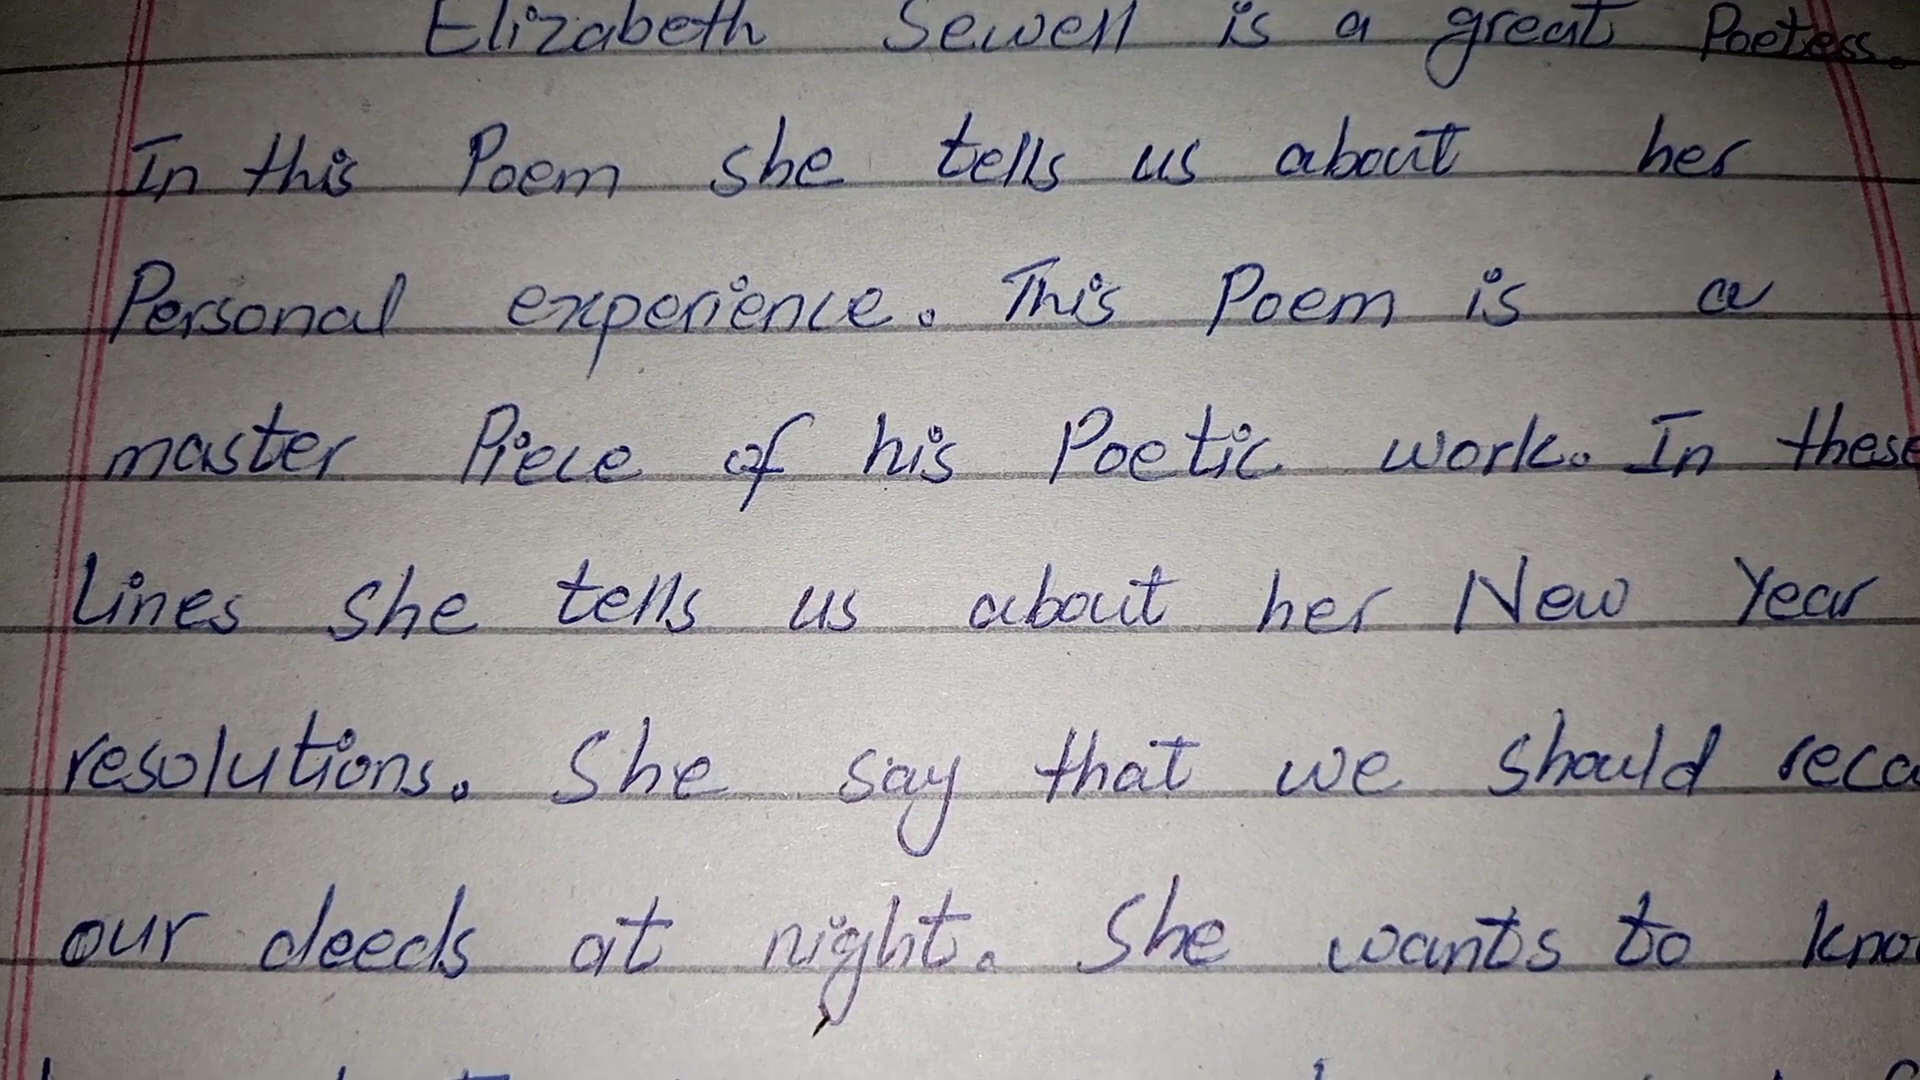 Elizabeth Sewell is a great Poetess.
In this Poem she tells us about her
Personal experience. This Poem is a
master Piece of his Poetic work. In these
Lines she tells us about her New Year
resolutions. She say that we should
our deeds at night. She wants to